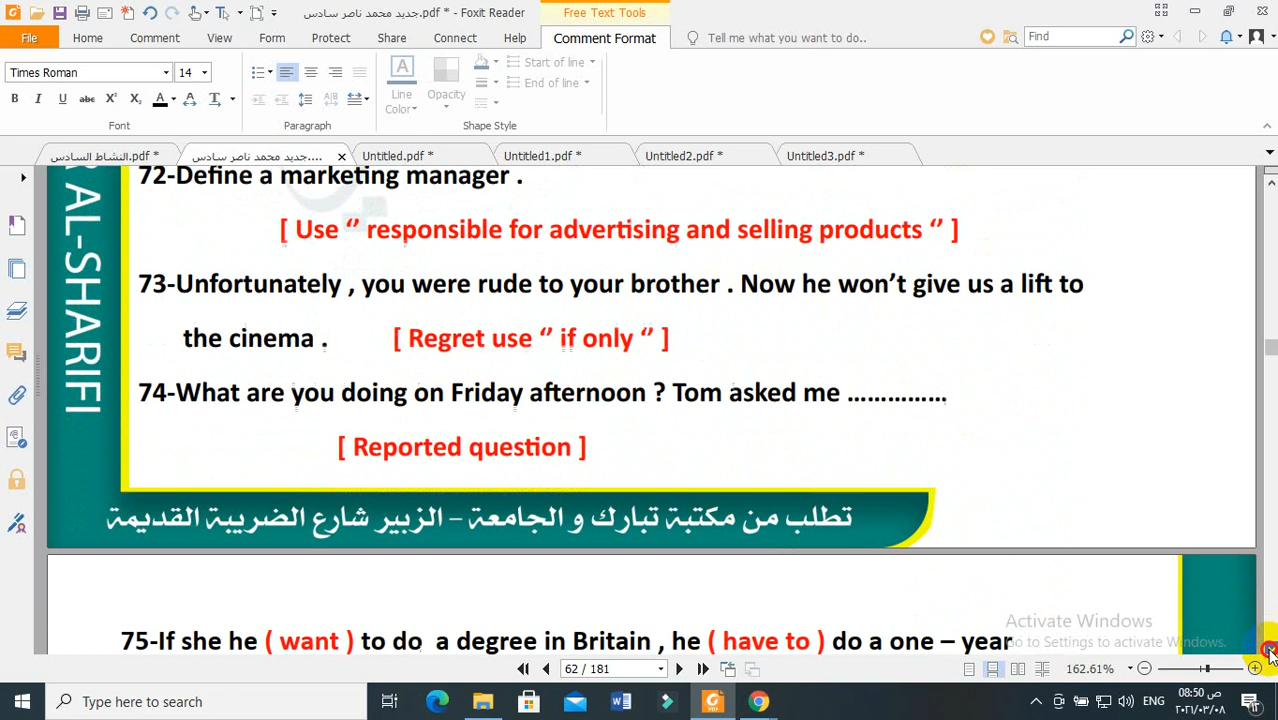 جديد محمد ناصر سادس.pdf * - Foxit Reader
Free Text Tools
File Home Comment View Form Protect Share Connect Help Comment Format Tell me what you want to do.. Find
Times Roman 14 Start of line
Line Color Opacity End of line
Font Paragraph Shape Style
النشاط السادس.pdf * جديد محمد ناصر سادس.... Untitled.pdf * Untitled1.pdf * Untitled2.pdf * Untitled3.pdf *
R AL-SHARIFI
72-Define a marketing manager .
[ Use ‘’ responsible for advertising and selling products ‘’ ]
73-Unfortunately , you were rude to your brother . Now he won’t give us a lift to
the cinema . [ Regret use ‘’ if only ‘’ ]
74-What are you doing on Friday afternoon ? Tom asked me ……………
[ Reported question ]
تطلب من مكتبة تبارك و الجامعة – الزبير شارع الضريبة القديمة
75-If she he ( want ) to do a degree in Britain , he ( have to ) do a one – year
Activate Windows
Go to Settings to activate Windows.
62 / 181 162.61%
Type here to search ENG 08:50 ص
٢٠٢١/٠٣/٠٨